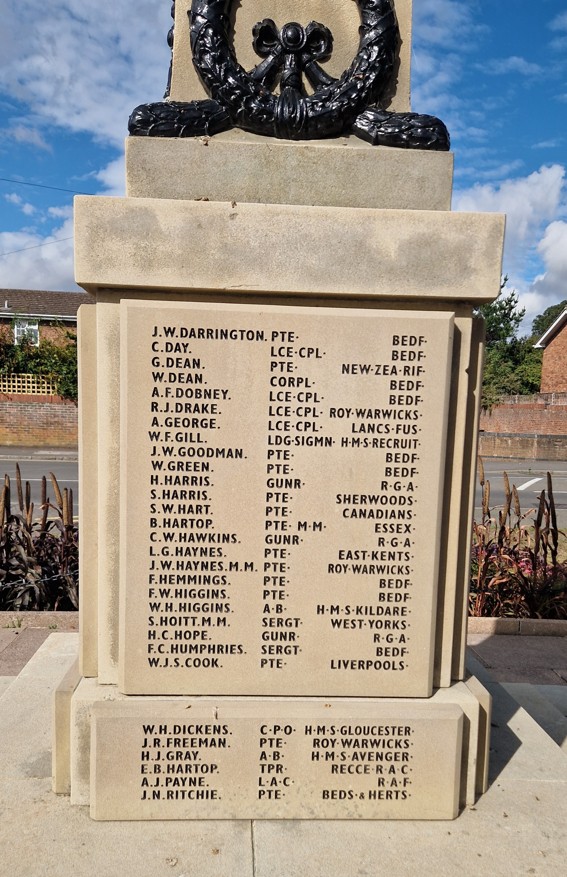 J.W.DARRINGTON. PTE· BEDF·
C.DAY. LCE·CPL· BEDF·
G.DEAN. PTE· NEW·ZEA·RIF·
W.DEAN. CORPL· BEDF·
A.F.DOBNEY. LCE·CPL· BEDF·
R.J.DRAKE. LCE·CPL· ROY·WARWICKS·
A.GEORGE. LCE·CPL· LANCS·FUS·
W.F.GILL. LDG·SIGMN· H·M·S·RECRUIT·
J.W.GOODMAN. PTE· BEDF·
W.GREEN. PTE· BEDF·
H.HARRIS. GUNR· R·G·A·
S.HARRIS. PTE· SHERWOODS·
S.W.HART. PTE· CANADIANS·
B.HARTOP. PTE· M·M· ESSEX·
C.W.HAWKINS. GUNR· R·G·A·
L.G.HAYNES. PTE· EAST·KENTS·
J.W.HAYNES.M.M. PTE· ROY·WARWICKS·
F.HEMMINGS. PTE· BEDF·
F.W.HIGGINS. PTE· BEDF·
W.H.HIGGINS. A·B· H·M·S·KILDARE·
S.HOITT.M.M. SERGT· WEST·YORKS·
H.C.HOPE. GUNR· R·G·A·
F.C.HUMPHRIES. SERGT· BEDF·
W.J.S.COOK. PTE· LIVERPOOLS·
W.H.DICKENS. C·P·O· H·M·S·GLOUCESTER·
J.R.FREEMAN. PTE· ROY·WARWICKS·
H.J.GRAY. A·B· H·M·S·AVENGER·
E.B.HARTOP. TPR· RECCE·R·A·C·
A.J.PAYNE. L·A·C· R·A·F·
J.N.RITCHIE. PTE· BEDS·&HERTS·